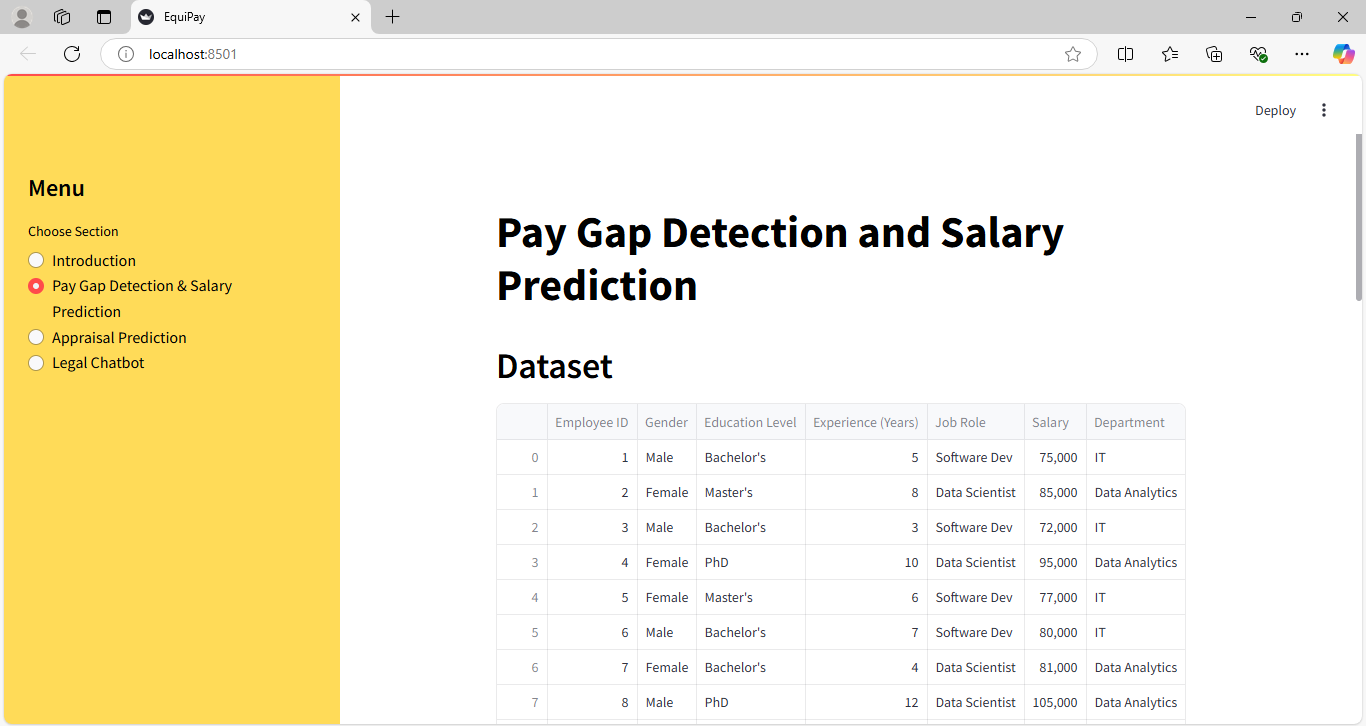 EquiPay
localhost:8501
Deploy
Menu
Choose Section
Introduction
Pay Gap Detection & Salary
Prediction
Appraisal Prediction
Legal Chatbot
Pay Gap Detection and Salary
Prediction
Dataset
Employee ID Gender Education Level Experience (Years) Job Role Salary Department
0 1 Male Bachelor's 5 Software Dev 75,000 IT
1 2 Female Master's 8 Data Scientist 85,000 Data Analytics
2 3 Male Bachelor's 3 Software Dev 72,000 IT
3 4 Female PhD 10 Data Scientist 95,000 Data Analytics
4 5 Female Master's 6 Software Dev 77,000 IT
5 6 Male Bachelor's 7 Software Dev 80,000 IT
6 7 Female Bachelor's 4 Data Scientist 81,000 Data Analytics
7 8 Male PhD 12 Data Scientist 105,000 Data Analytics